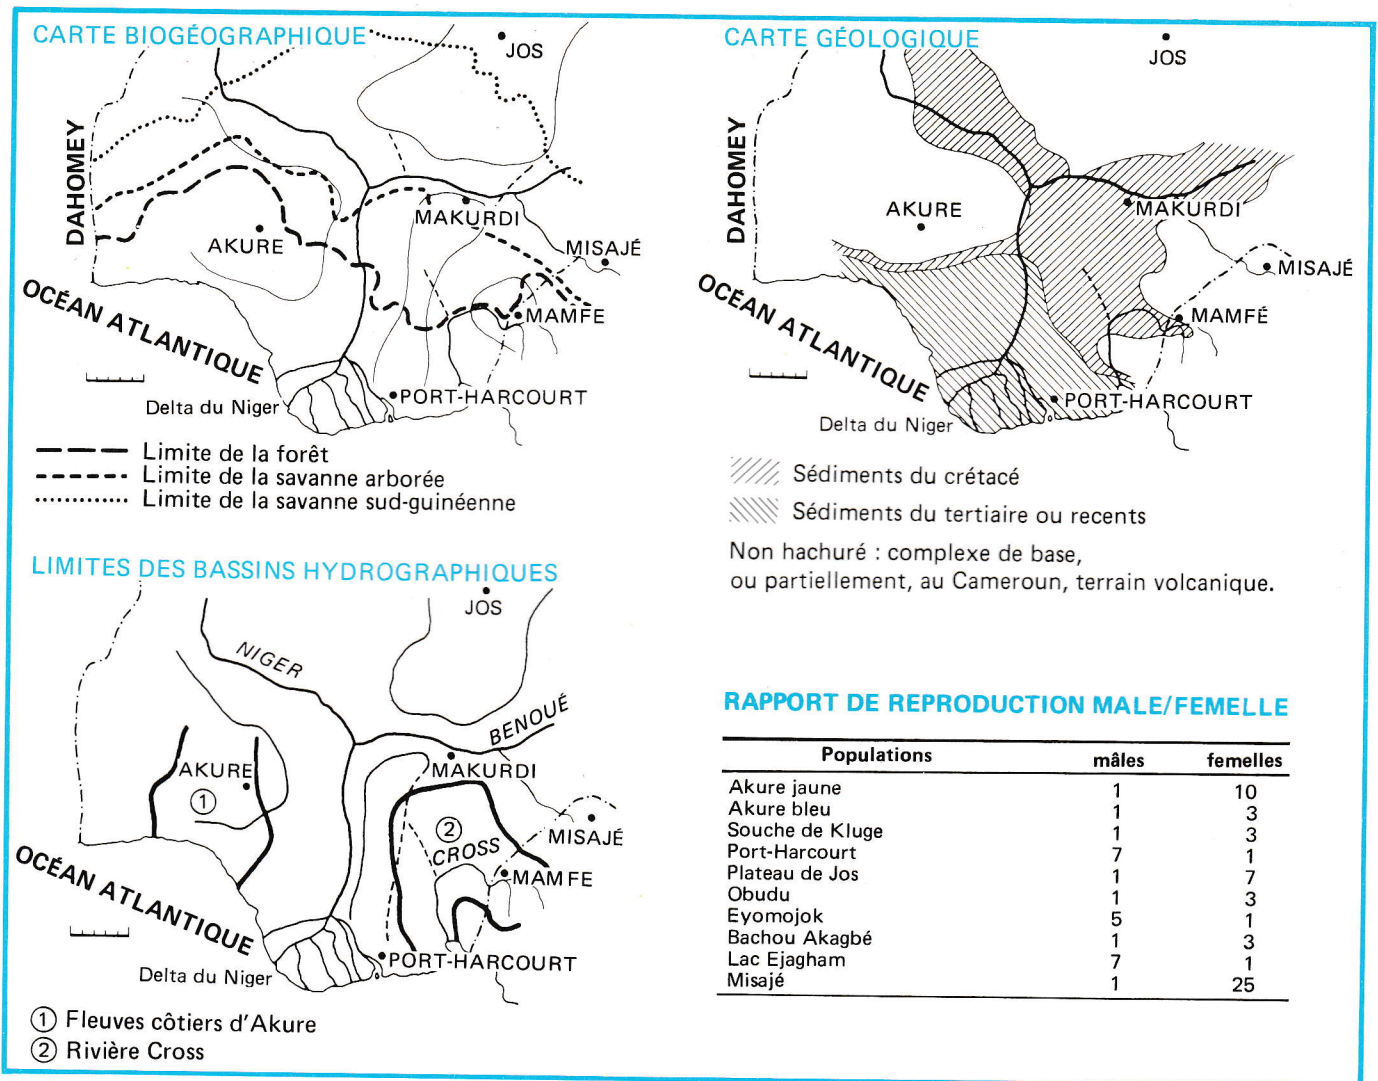 CARTE BIOGÉOGRAPHIQUE
JOS
DAHOMEY
AKURE
MAKURDI
MISAJÉ
MAMFE
OCÉAN ATLANTIQUE
PORT-HARCOURT
Delta du Niger
Limite de la forêt
Limite de la savanne arborée
Limite de la savanne sud-guinéenne
CARTE GÉOLOGIQUE
JOS
DAHOMEY
AKURE
MAKURDI
MISAJÉ
MAMFÉ
OCÉAN ATLANTIQUE
PORT-HARCOURT
Delta du Niger
Sédiments du crétacé
Sédiments du tertiaire ou recents
Non hachuré : complexe de base,
ou partiellement, au Cameroun, terrain volcanique.
LIMITES DES BASSINS HYDROGRAPHIQUES
JOS
NIGER
BENOUÉ
AKURE
MAKURDI
1
2
CROSS
MISAJÉ
MAMFE
OCÉAN ATLANTIQUE
PORT-HARCOURT
Delta du Niger
1 Fleuves côtiers d'Akure
2 Rivière Cross
RAPPORT DE REPRODUCTION MALE/FEMELLE
Populations mâles femelles
Akure jaune 1 10
Akure bleu 1 3
Souche de Kluge 1 3
Port-Harcourt 7 1
Plateau de Jos 1 7
Obudu 1 3
Eyomojok 5 1
Bachou Akagbé 1 3
Lac Ejagham 7 1
Misajé 1 25